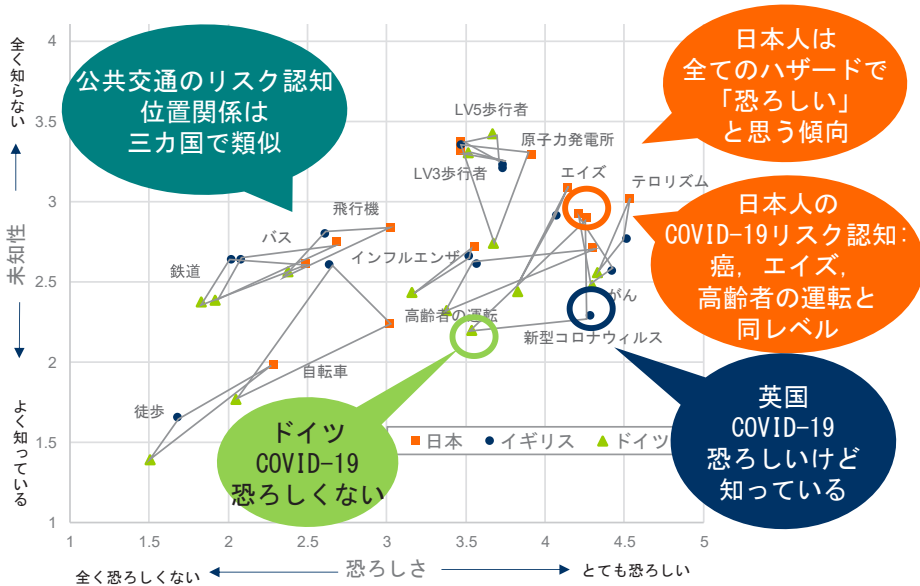 全く知らない
未知性
よく知っている
4
3.5
3
2.5
2
1.5
1
公共交通のリスク認知
位置関係は
三カ国で類似
日本人は
全てのハザードで
「恐ろしい」
と思う傾向
LV5歩行者
原子力発電所
LV3歩行者
エイズ
テロリズム
飛行機
バス
インフルエンザ
鉄道
日本人の
COVID-19リスク認知:
癌, エイズ,
高齢者の運転と
同レベル
がん
高齢者の運転
新型コロナウィルス
自転車
徒歩
ドイツ
COVID-19
恐ろしくない
日本 イギリス ドイツ
英国
COVID-19
恐ろしいけど
知っている
1 1.5 2 2.5 3 3.5 4 4.5 5
全く恐ろしくない 恐ろしさ とても恐ろしい